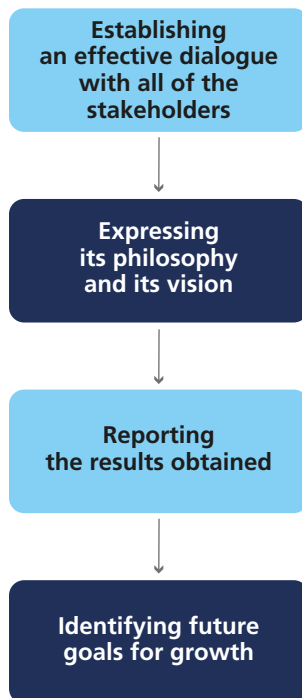 Establishing
an effective dialogue
with all of the
stakeholders
Expressing
its philosophy
and its vision
Reporting
the results obtained
Identifying future
goals for growth